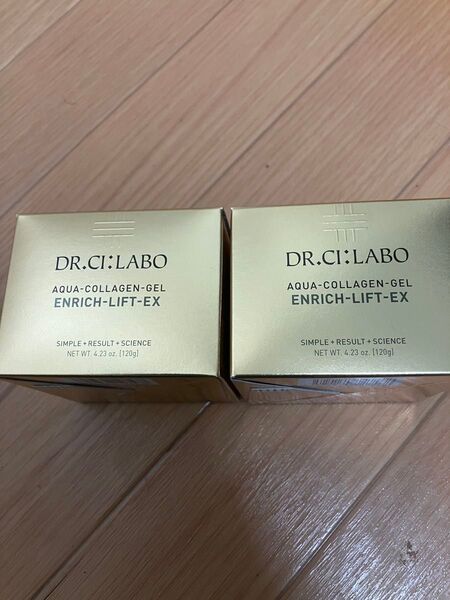 DR.CI:LABO
AQUA-COLLAGEN-GEL
ENRICH-LIFT-EX
SIMPLE + RESULT + SCIENCE
NET WT. 4.23 oz. [120g]
DR.CI:LABO
AQUA-COLLAGEN-GEL
ENRICH-LIFT-EX
SIMPLE + RESULT + SCIENCE
NET WT. 4.23 oz. [120g]